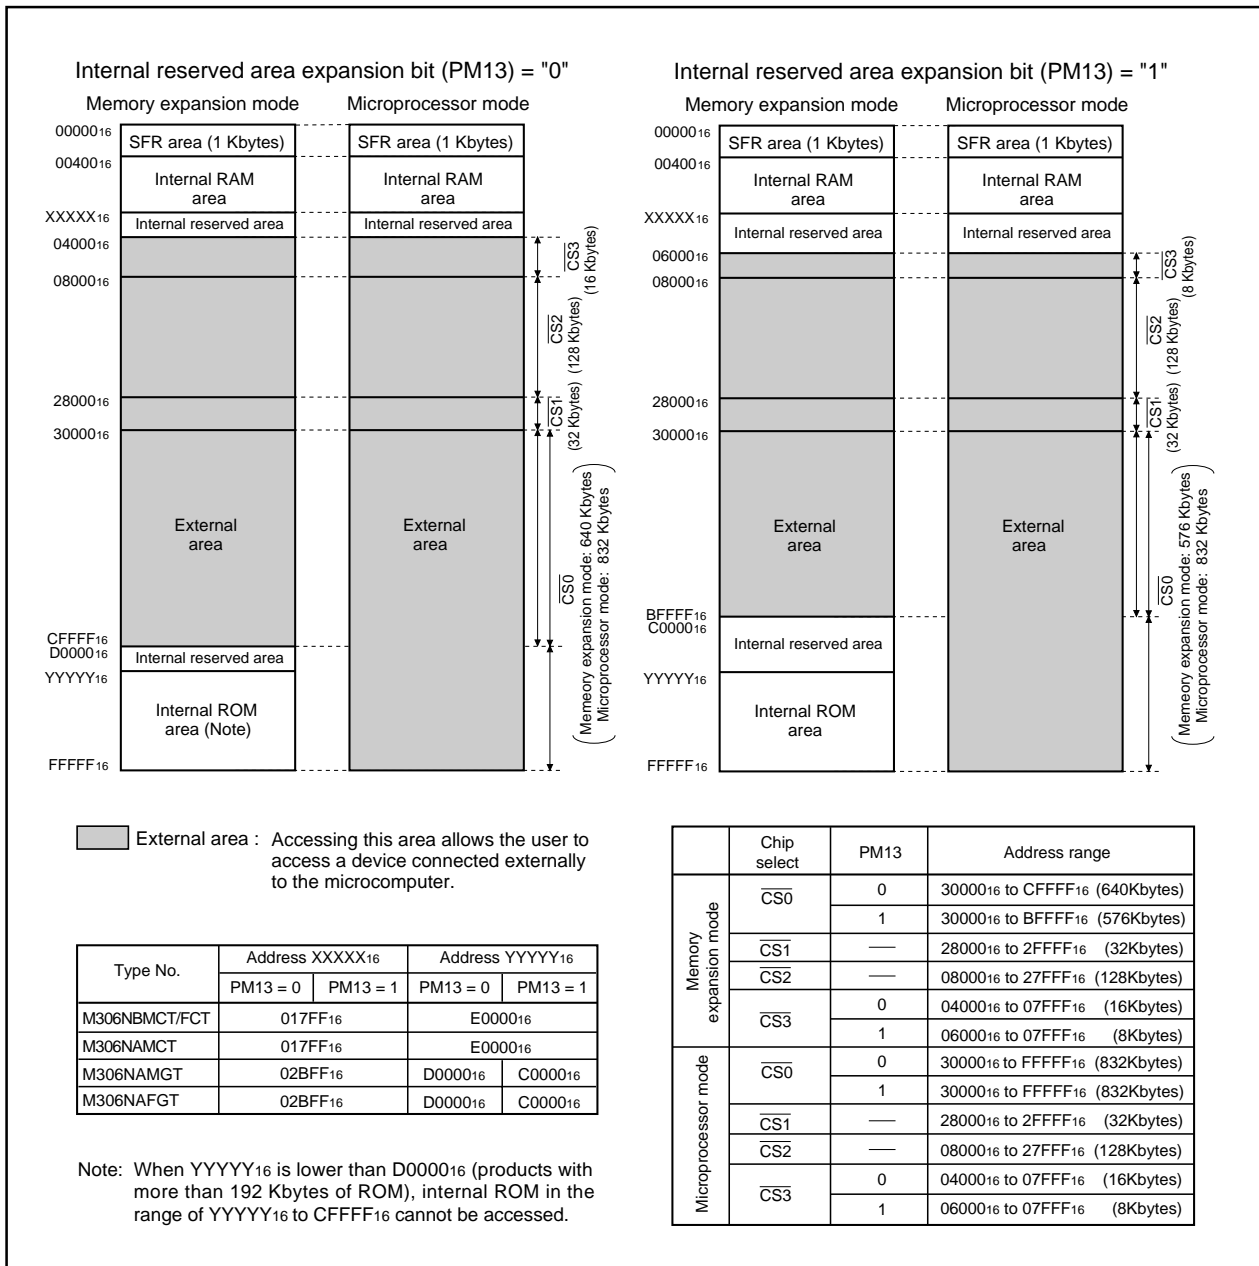 Internal reserved area expansion bit (PM13) = "0"
Memory expansion mode
Microprocessor mode
0000016
SFR area (1 Kbytes)
SFR area (1 Kbytes)
0040016
Internal RAM
area
Internal RAM
area
XXXXX16
Internal reserved area
Internal reserved area
0400016
CS3
(16 Kbytes)
0800016
CS2
(128 Kbytes)
2800016
CS1
(32 Kbytes)
3000016
External
area
External
area
CS0
Memeory expansion mode: 640 Kbytes
Microprocessor mode: 832 Kbytes
CFFFF16
D000016
Internal reserved area
YYYYY16
Internal ROM
area (Note)
FFFFF16
Internal reserved area expansion bit (PM13) = "1"
Memory expansion mode
Microprocessor mode
0000016
SFR area (1 Kbytes)
SFR area (1 Kbytes)
0040016
Internal RAM
area
Internal RAM
area
XXXXX16
Internal reserved area
Internal reserved area
0600016
CS3
(8 Kbytes)
0800016
CS2
(128 Kbytes)
2800016
CS1
(32 Kbytes)
3000016
External
area
External
area
CS0
Memeory expansion mode: 576 Kbytes
Microprocessor mode: 832 Kbytes
BFFFF16
C000016
Internal reserved area
YYYYY16
Internal ROM
area
FFFFF16
External area : Accessing this area allows the user to
access a device connected externally
to the microcomputer.
Type No.
Address XXXXX16
Address YYYYY16
PM13 = 0
PM13 = 1
PM13 = 0
PM13 = 1
M306NBMCT/FCT 017FF16 E000016
M306NAMCT 017FF16 E000016
M306NAMGT 02BFF16 D000016 C000016
M306NAFGT 02BFF16 D000016 C000016
Note: When YYYYY16 is lower than D000016 (products with
more than 192 Kbytes of ROM), internal ROM in the
range of YYYYY16 to CFFFF16 cannot be accessed.
Chip
select
PM13
Address range
Memory
expansion mode
CS0
0 3000016 to CFFFF16 (640Kbytes)
1 3000016 to BFFFF16 (576Kbytes)
CS1 — 2800016 to 2FFFF16 (32Kbytes)
CS2 — 0800016 to 27FFF16 (128Kbytes)
CS3
0 0400016 to 07FFF16 (16Kbytes)
1 0600016 to 07FFF16 (8Kbytes)
Microprocessor mode
CS0
0 3000016 to FFFFF16 (832Kbytes)
1 3000016 to FFFFF16 (832Kbytes)
CS1 — 2800016 to 2FFFF16 (32Kbytes)
CS2 — 0800016 to 27FFF16 (128Kbytes)
CS3
0 0400016 to 07FFF16 (16Kbytes)
1 0600016 to 07FFF16 (8Kbytes)